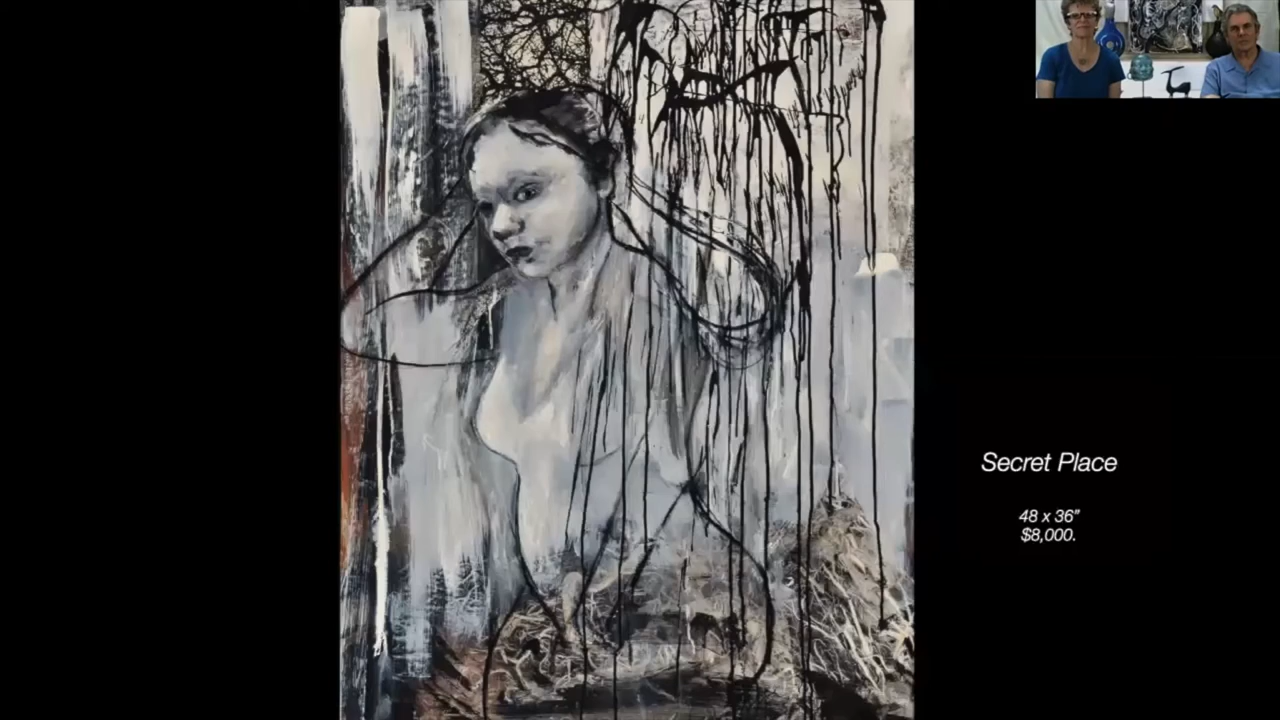 Secret Place
48 x 36"
$8,000.